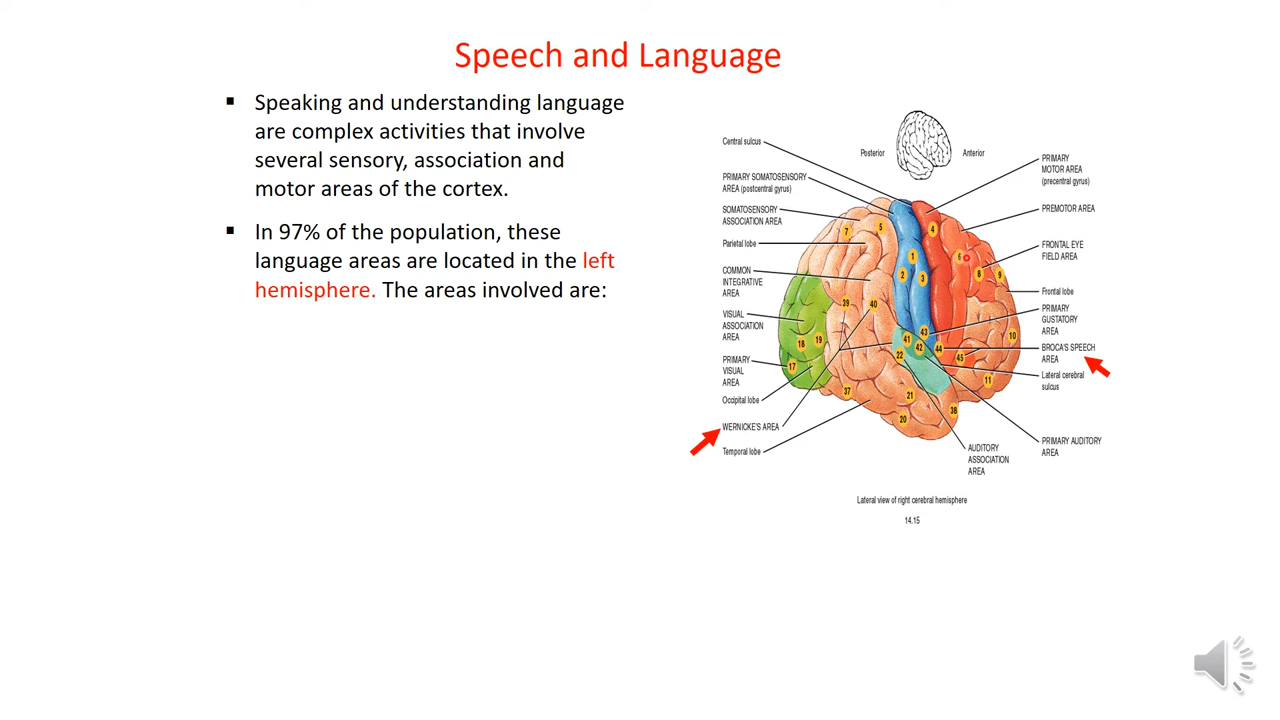 Speech and Language
▪ Speaking and understanding language
are complex activities that involve
several sensory, association and
motor areas of the cortex.
▪ In 97% of the population, these
language areas are located in the left
hemisphere. The areas involved are:
Central sulcus
PRIMARY SOMATOSENSORY
AREA (postcentral gyrus)
SOMATOSENSORY
ASSOCIATION AREA
Parietal lobe
COMMON
INTEGRATIVE
AREA
VISUAL
ASSOCIATION
AREA
PRIMARY
VISUAL
AREA
Occipital lobe
WERNICKE'S AREA
Temporal lobe
Posterior
Anterior
PRIMARY
MOTOR AREA
(precentral gyrus)
PREMOTOR AREA
FRONTAL EYE
FIELD AREA
Frontal lobe
PRIMARY
GUSTATORY
AREA
BROCA'S SPEECH
AREA
Lateral cerebral
sulcus
PRIMARY AUDITORY
AREA
AUDITORY
ASSOCIATION
AREA
7
5
4
1
6
2
3
8
9
39
40
43
41
42
44
45
10
18
19
22
17
11
37
21
38
20
Lateral view of right cerebral hemisphere
14.15